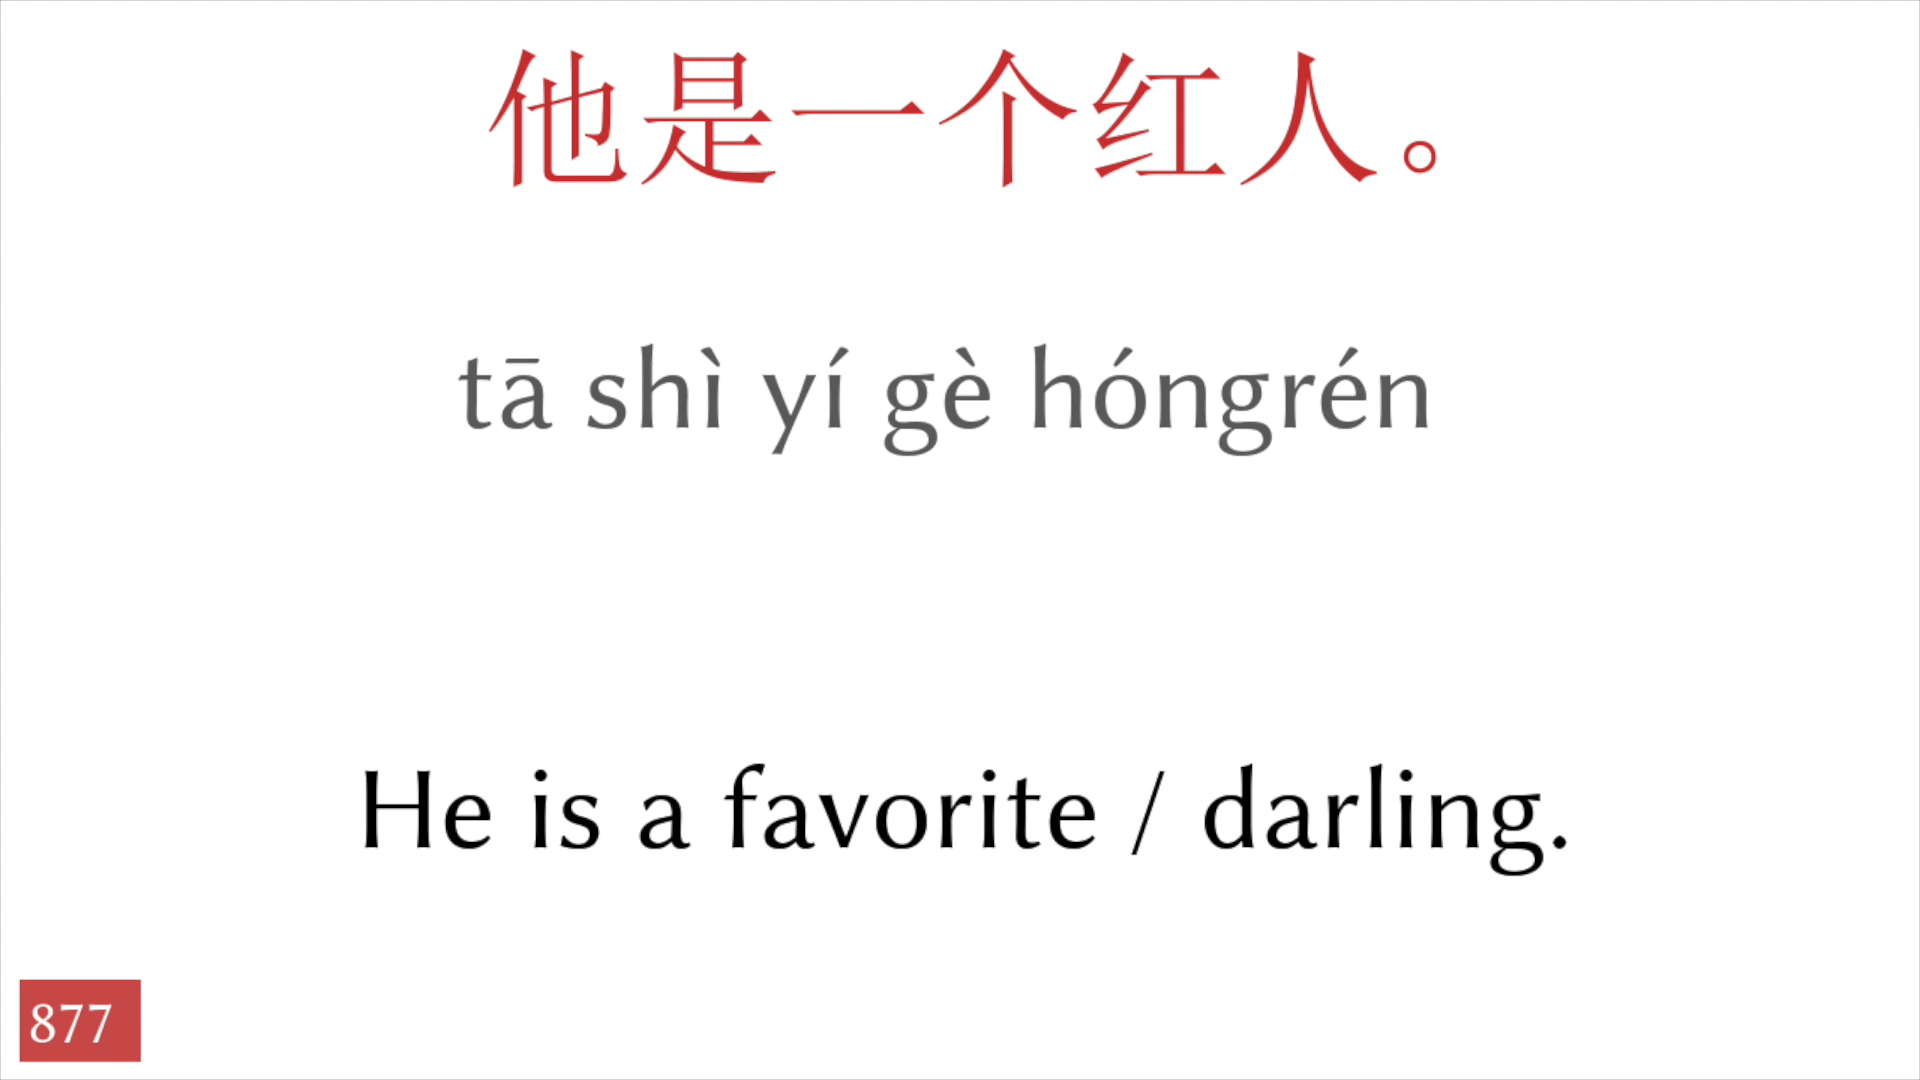 他是一个红人。
tā shì yí gè hóngrén
He is a favorite / darling.
877